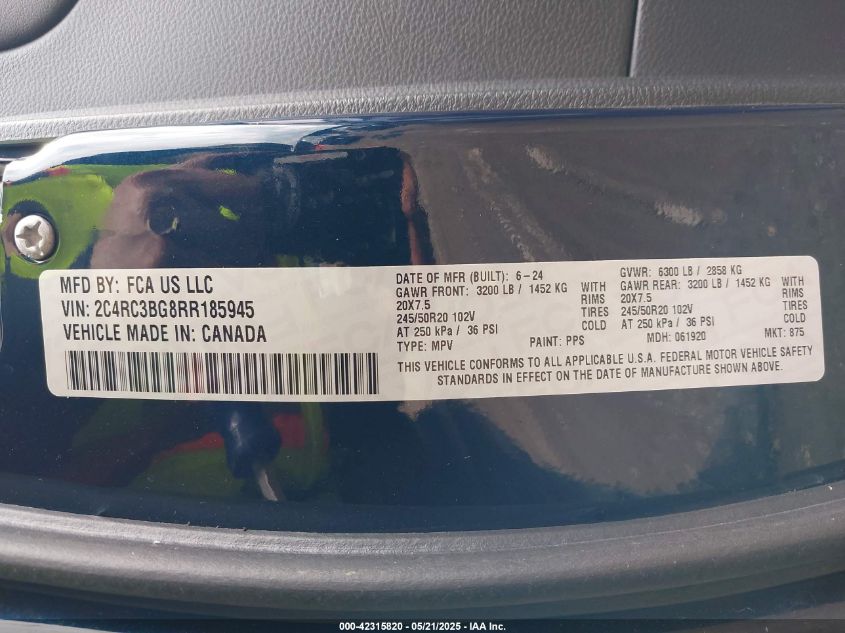 MFD BY: FCA US LLC
VIN: 2C4RC3BG8RR185945
VEHICLE MADE IN: CANADA
DATE OF MFR (BUILT): 6-24
GAWR FRONT: 3200 LB / 1452 KG WITH
20X7.5 RIMS
245/50R20 102V TIRES
AT 250 kPa / 36 PSI COLD
TYPE: MPV PAINT: PPS
GVWR: 6300 LB / 2858 KG
GAWR REAR: 3200 LB / 1452 KG WITH
20X7.5 RIMS
245/50R20 102V TIRES
AT 250 kPa / 36 PSI COLD
MDH: 061920 MKT: 875
THIS VEHICLE CONFORMS TO ALL APPLICABLE U.S.A. FEDERAL MOTOR VEHICLE SAFETY
STANDARDS IN EFFECT ON THE DATE OF MANUFACTURE SHOWN ABOVE.
000-42315820 - 05/21/2025 - IAA Inc.